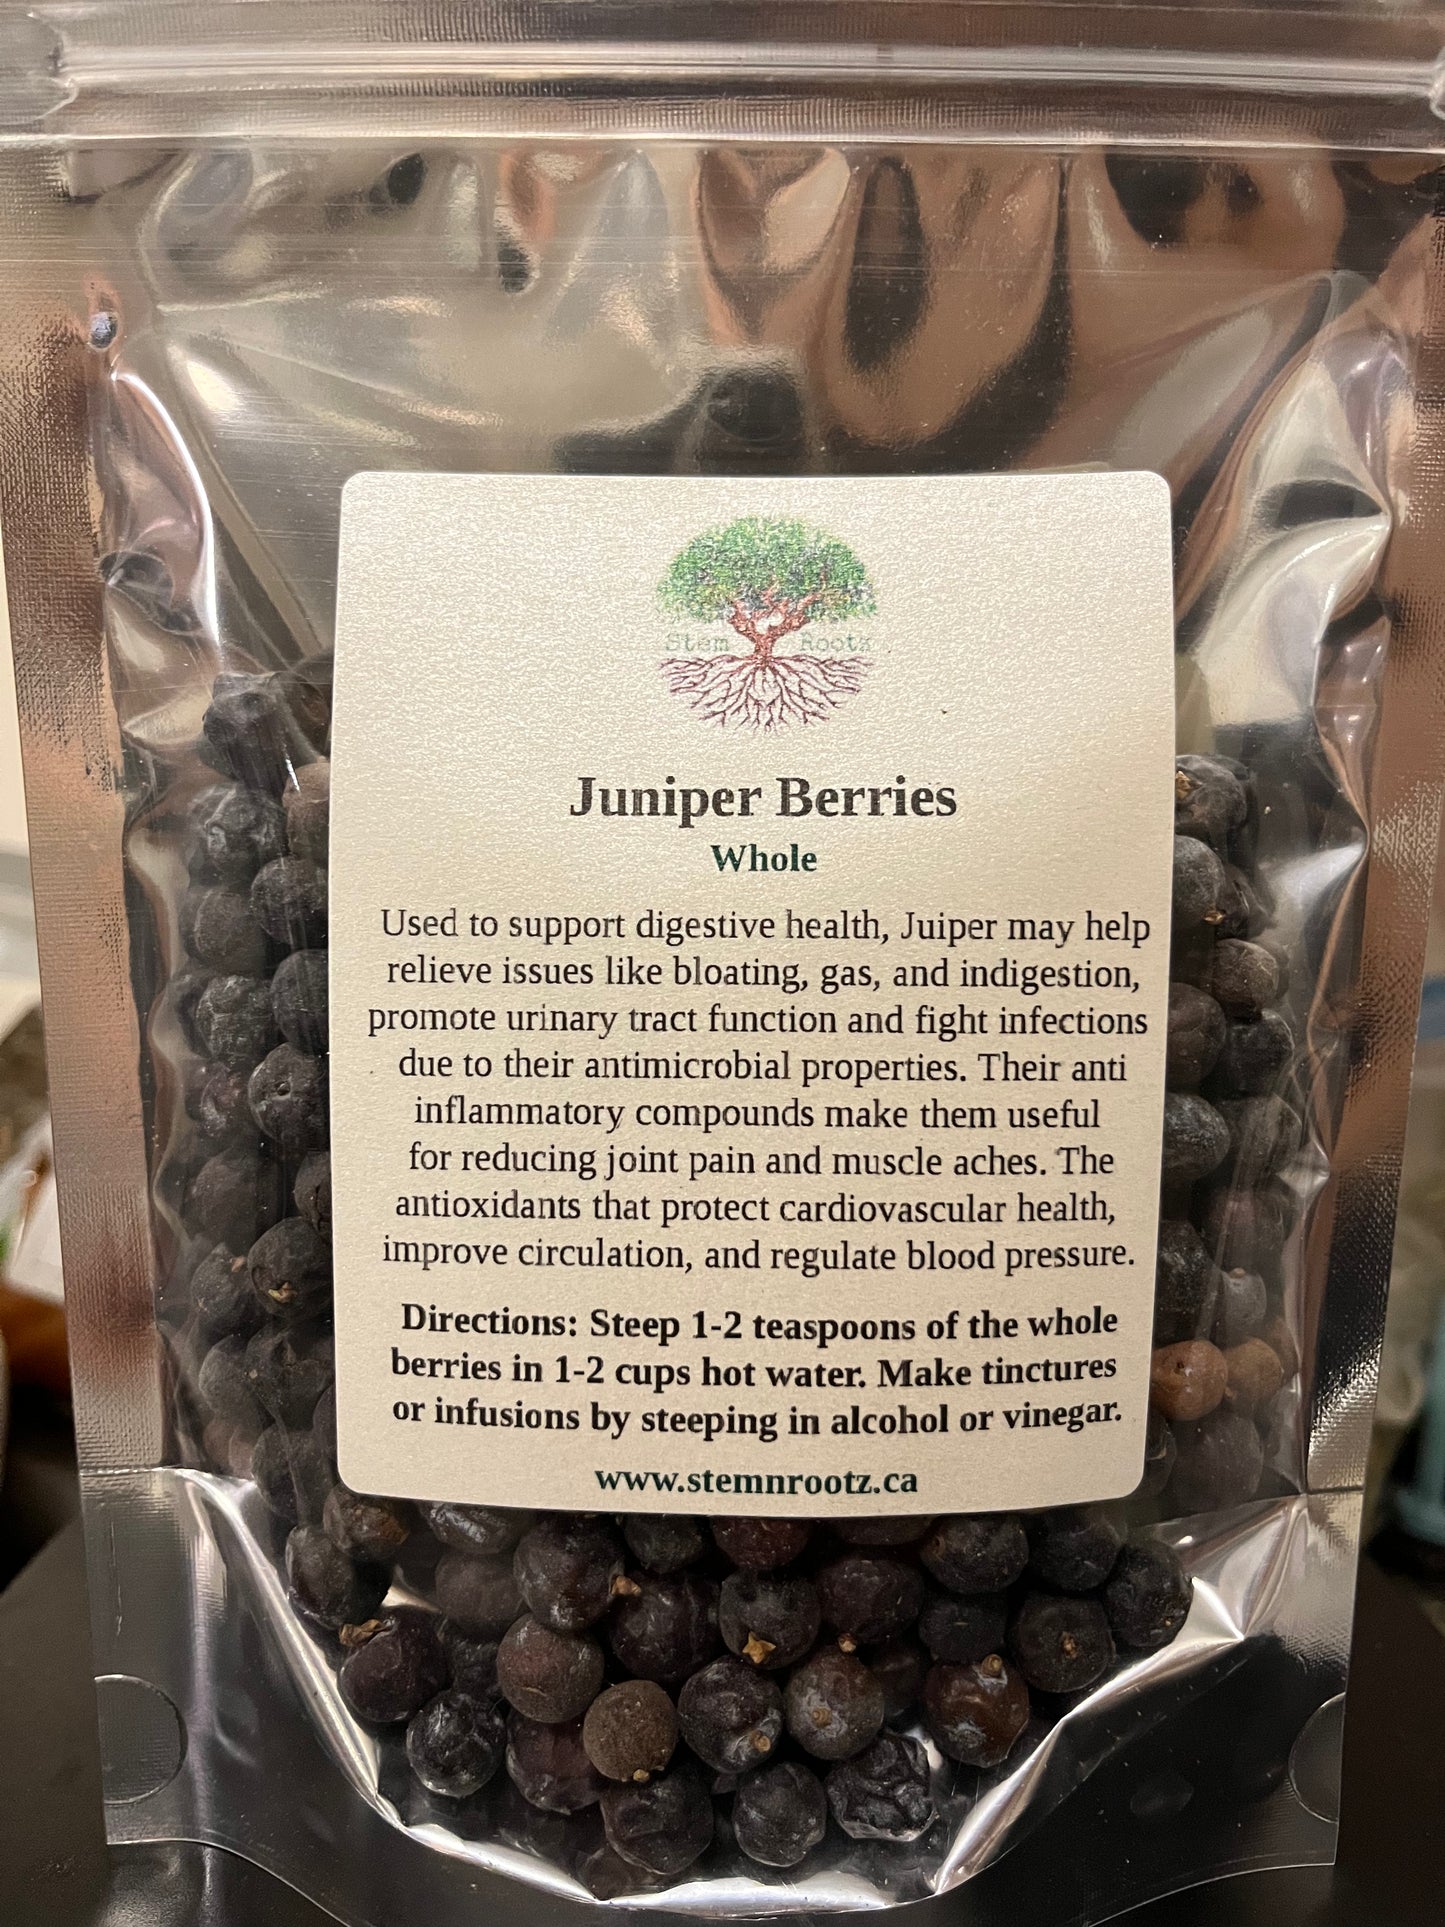 Stem Rootz
Juniper Berries
Whole
Used to support digestive health, Juiper may help
relieve issues like bloating, gas, and indigestion,
promote urinary tract function and fight infections
due to their antimicrobial properties. Their anti
inflammatory compounds make them useful
for reducing joint pain and muscle aches. The
antioxidants that protect cardiovascular health,
improve circulation, and regulate blood pressure.
Directions: Steep 1-2 teaspoons of the whole
berries in 1-2 cups hot water. Make tinctures
or infusions by steeping in alcohol or vinegar.
www.stemnrootz.ca